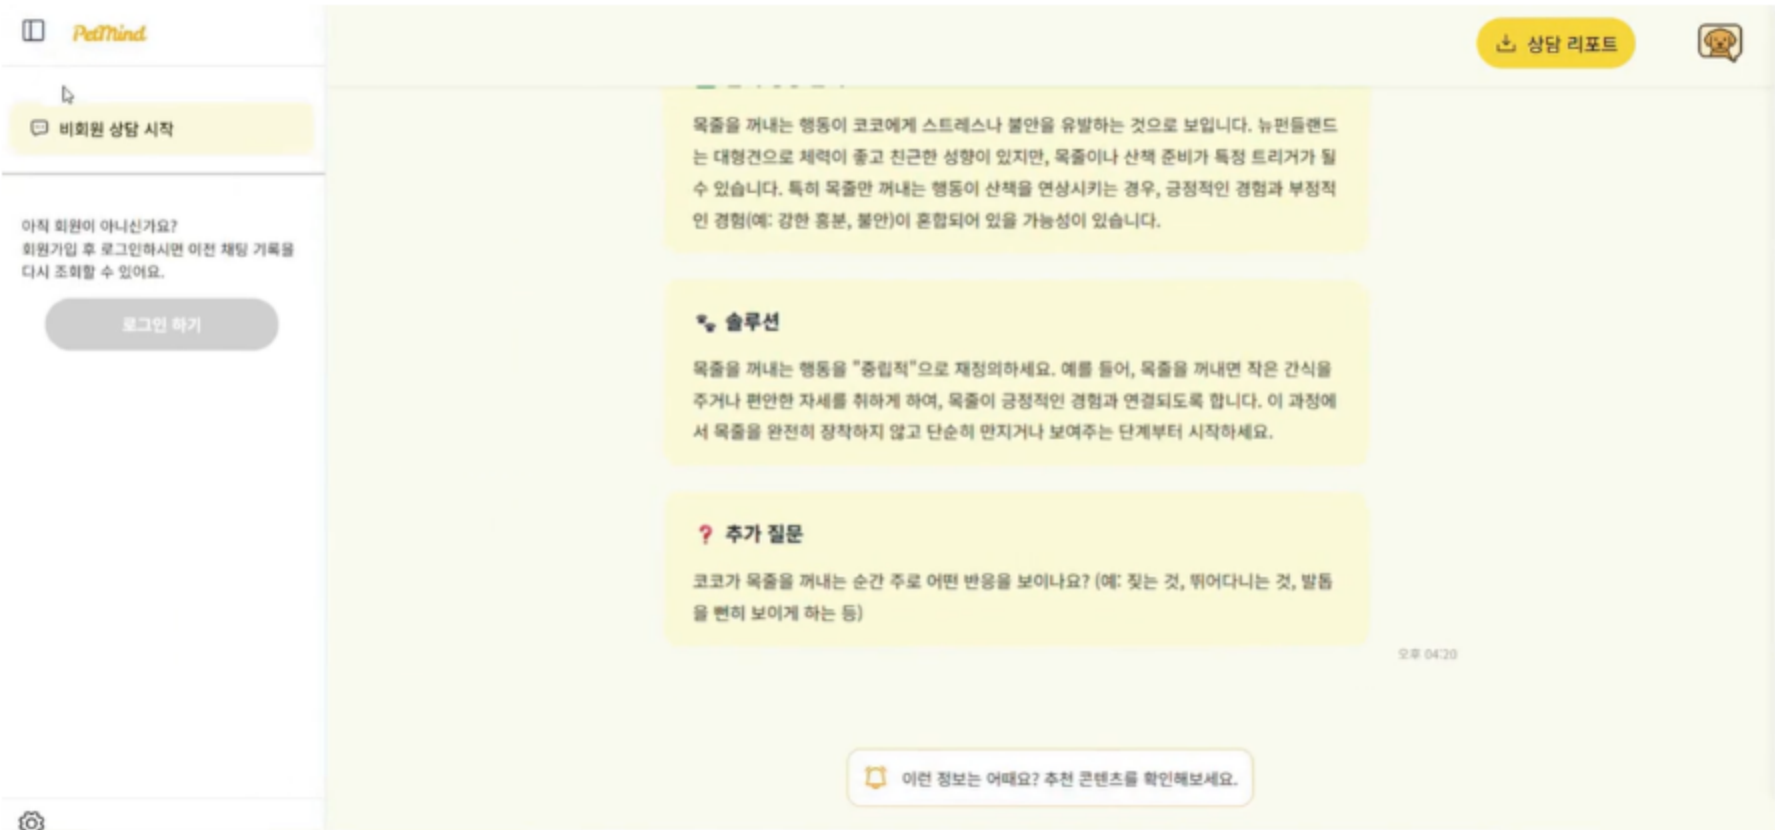 PetMind
상담 리포트
비회원 상담 시작
아직 회원이 아니신가요?
회원가입 후 로그인하시면 이전 채팅 기록을
다시 조회할 수 있어요.
로그인 하기
목줄을 꺼내는 행동이 코코에게 스트레스나 불안을 유발하는 것으로 보입니다. 뉴펀들랜드
는 대형견으로 체력이 좋고 친근한 성향이 있지만, 목줄이나 산책 준비가 특정 트리거가 될
수 있습니다. 특히 목줄만 꺼내는 행동이 산책을 연상시키는 경우, 긍정적인 경험과 부정적
인 경험(예: 강한 흥분, 불안)이 혼합되어 있을 가능성이 있습니다.
솔루션
목줄을 꺼내는 행동을 "중립적"으로 재정의하세요. 예를 들어, 목줄을 꺼내면 작은 간식을
주거나 편안한 자세를 취하게 하여, 목줄이 긍정적인 경험과 연결되도록 합니다. 이 과정에
서 목줄을 완전히 장착하지 않고 단순히 만지거나 보여주는 단계부터 시작하세요.
추가 질문
코코가 목줄을 꺼내는 순간 주로 어떤 반응을 보이나요? (예: 짖는 것, 뛰어다니는 것, 발톱
을 뻔히 보이게 하는 등)
오후 04:20
이런 정보는 어때요? 추천 콘텐츠를 확인해보세요.